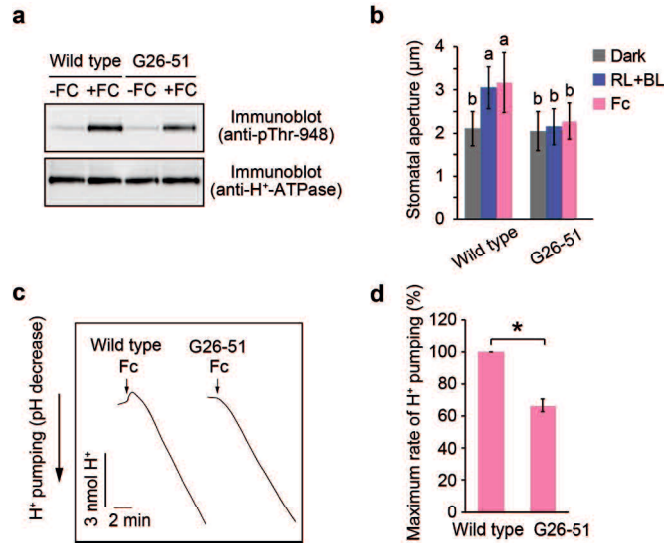 a
Wild type G26-51
-FC +FC -FC +FC
Immunoblot
(anti-pThr-948)
Immunoblot
(anti-H⁺-ATPase)
b
Stomatal aperture (μm)
4
3
2
1
0
b a a b b b
Dark
RL+BL
Fc
Wild type
G26-51
c
H⁺ pumping (pH decrease)
Wild type G26-51
Fc Fc
3 nmol H⁺
2 min
d
Maximum rate of H⁺ pumping (%)
120
100
80
60
40
20
0
*
Wild type G26-51